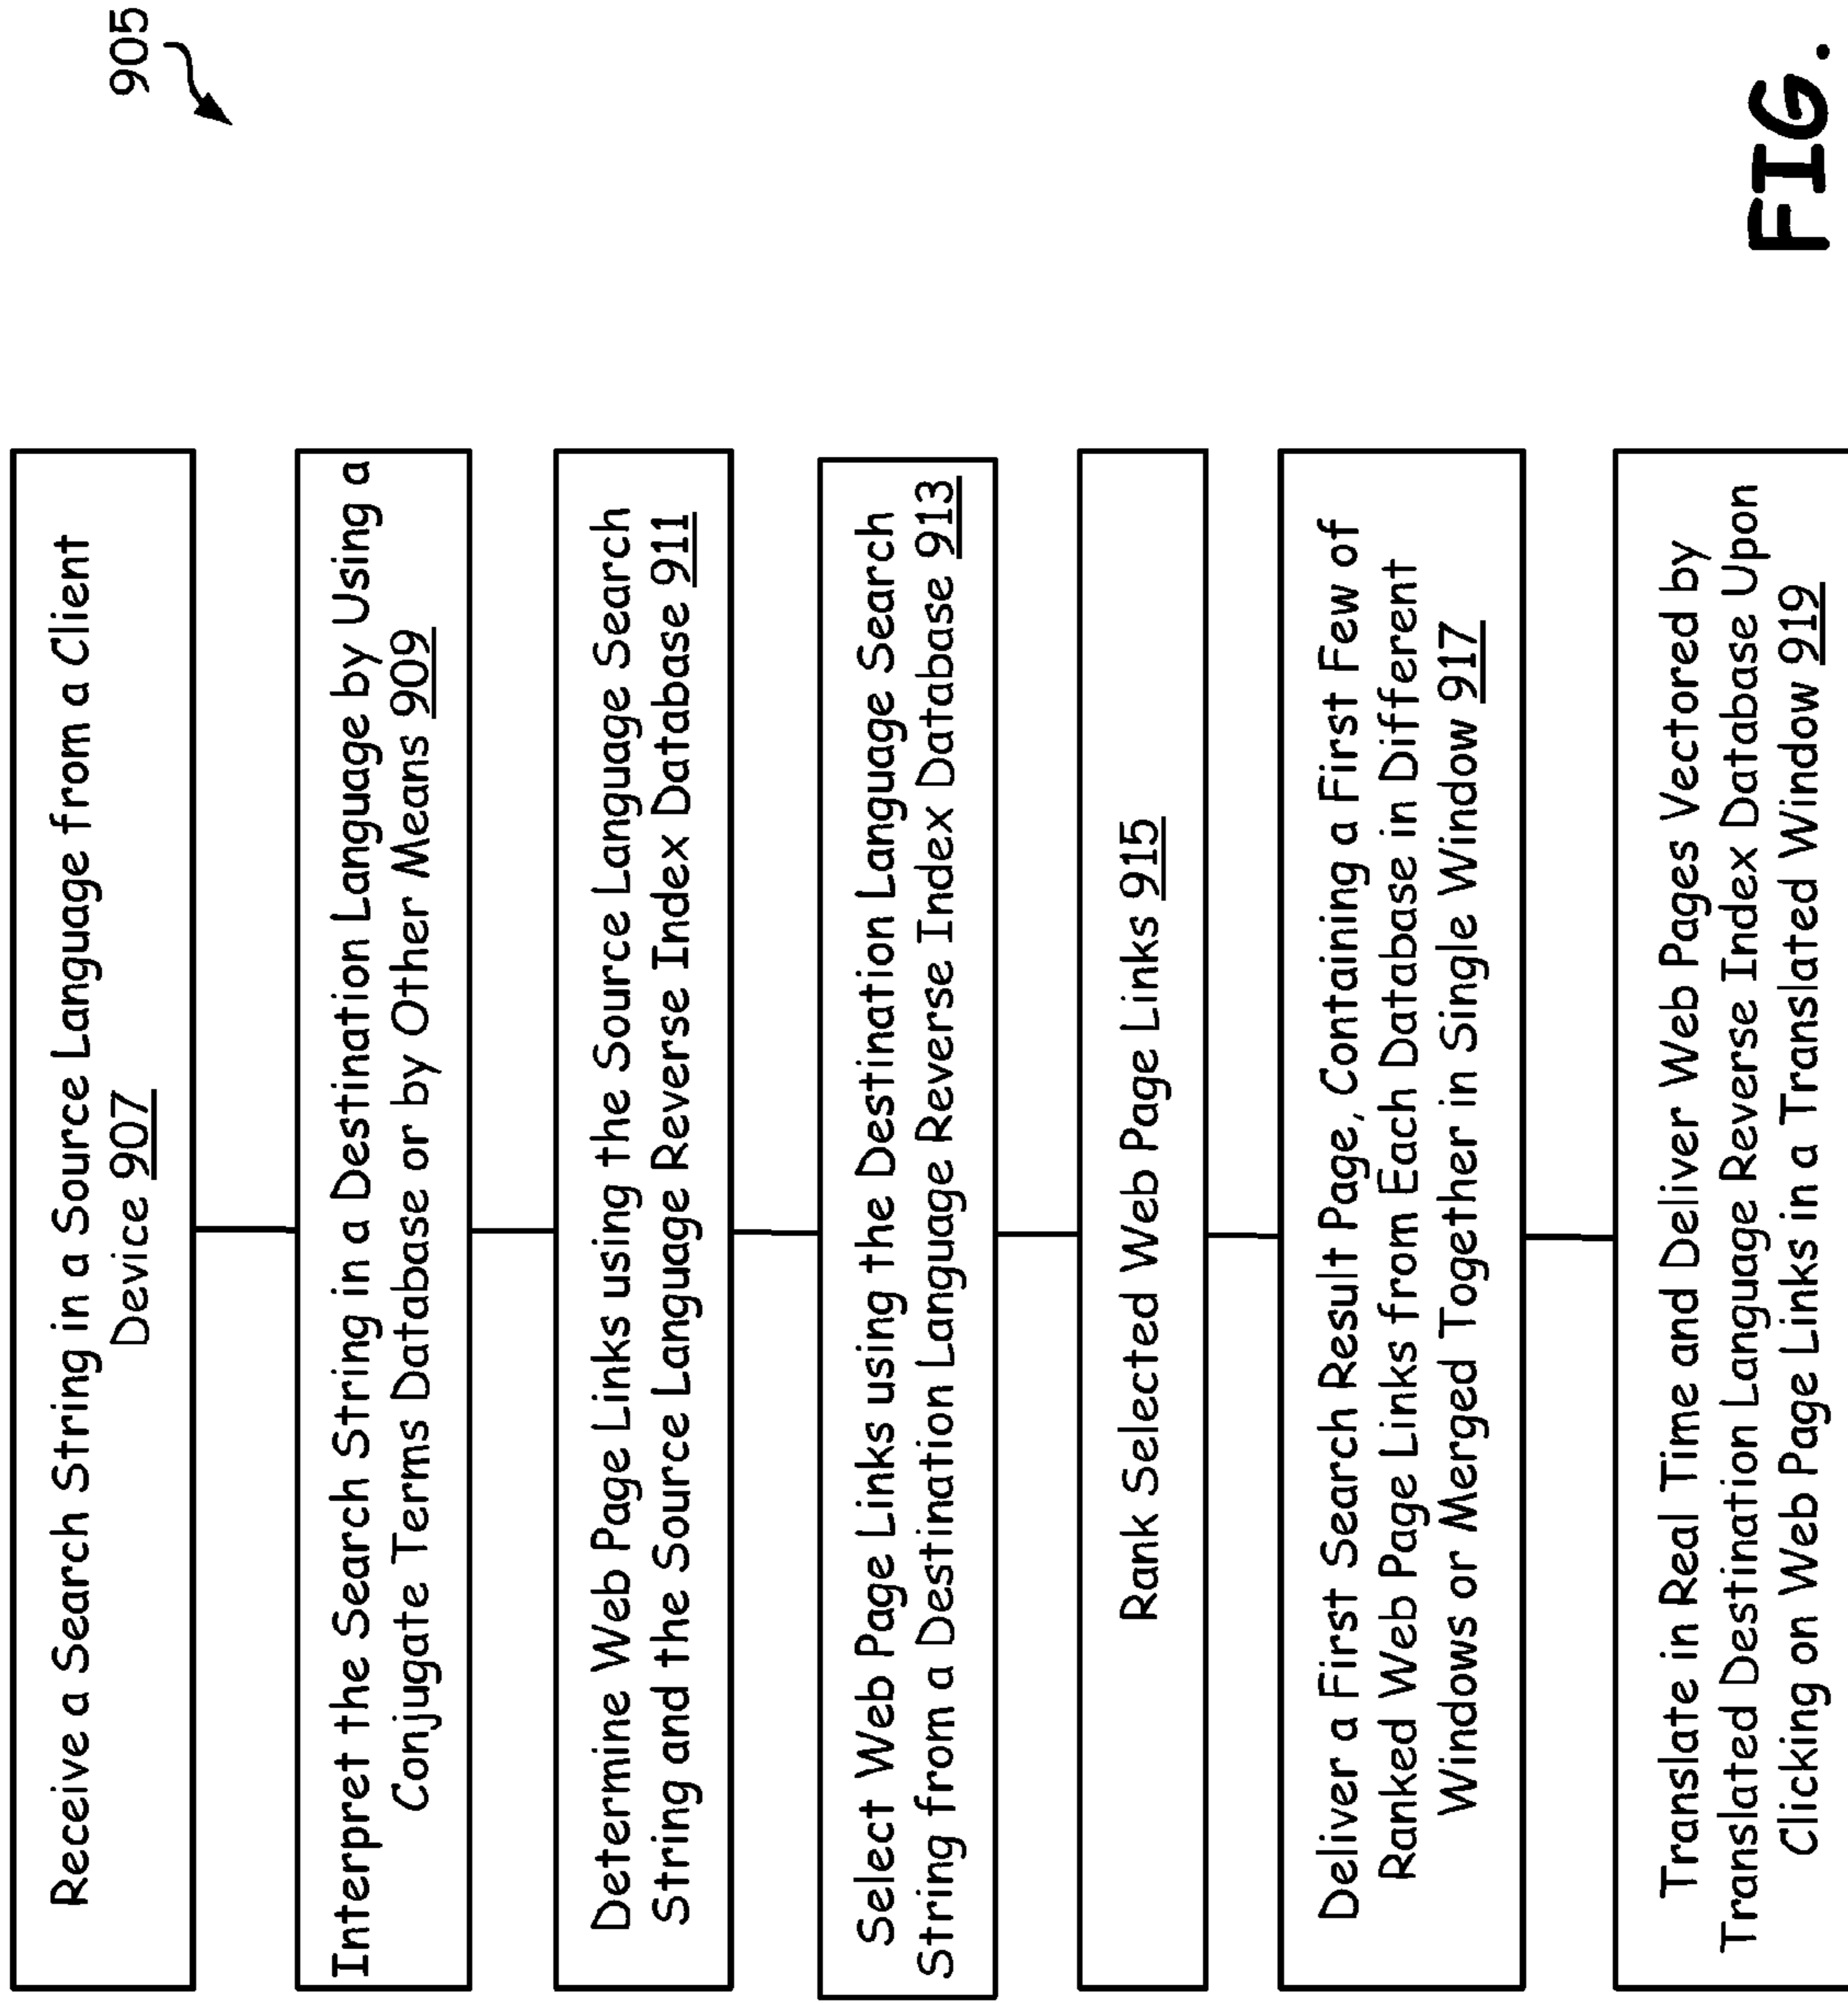 905
Receive a Search String in a Source Language from a Client
Device 907
Interpret the Search String in a Destination Language by Using a
Conjugate Terms Database or by Other Means 909
Determine Web Page Links using the Source Language Search
String and the Source Language Reverse Index Database 911
Select Web Page Links using the Destination Language Search
String from a Destination Language Reverse Index Database 913
Rank Selected Web Page Links 915
Deliver a First Search Result Page, Containing a First Few of
Ranked Web Page Links from Each Database in Different
Windows or Merged Together in Single Window 917
Translate in Real Time and Deliver Web Pages Vectored by
Translated Destination Language Reverse Index Database Upon
Clicking on Web Page Links in a Translated Window 919
FIG.